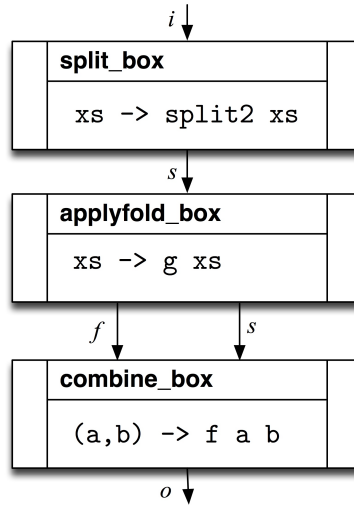 i
split_box
xs -> split2 xs
s
applyfold_box
xs -> g xs
f s
combine_box
(a,b) -> f a b
o